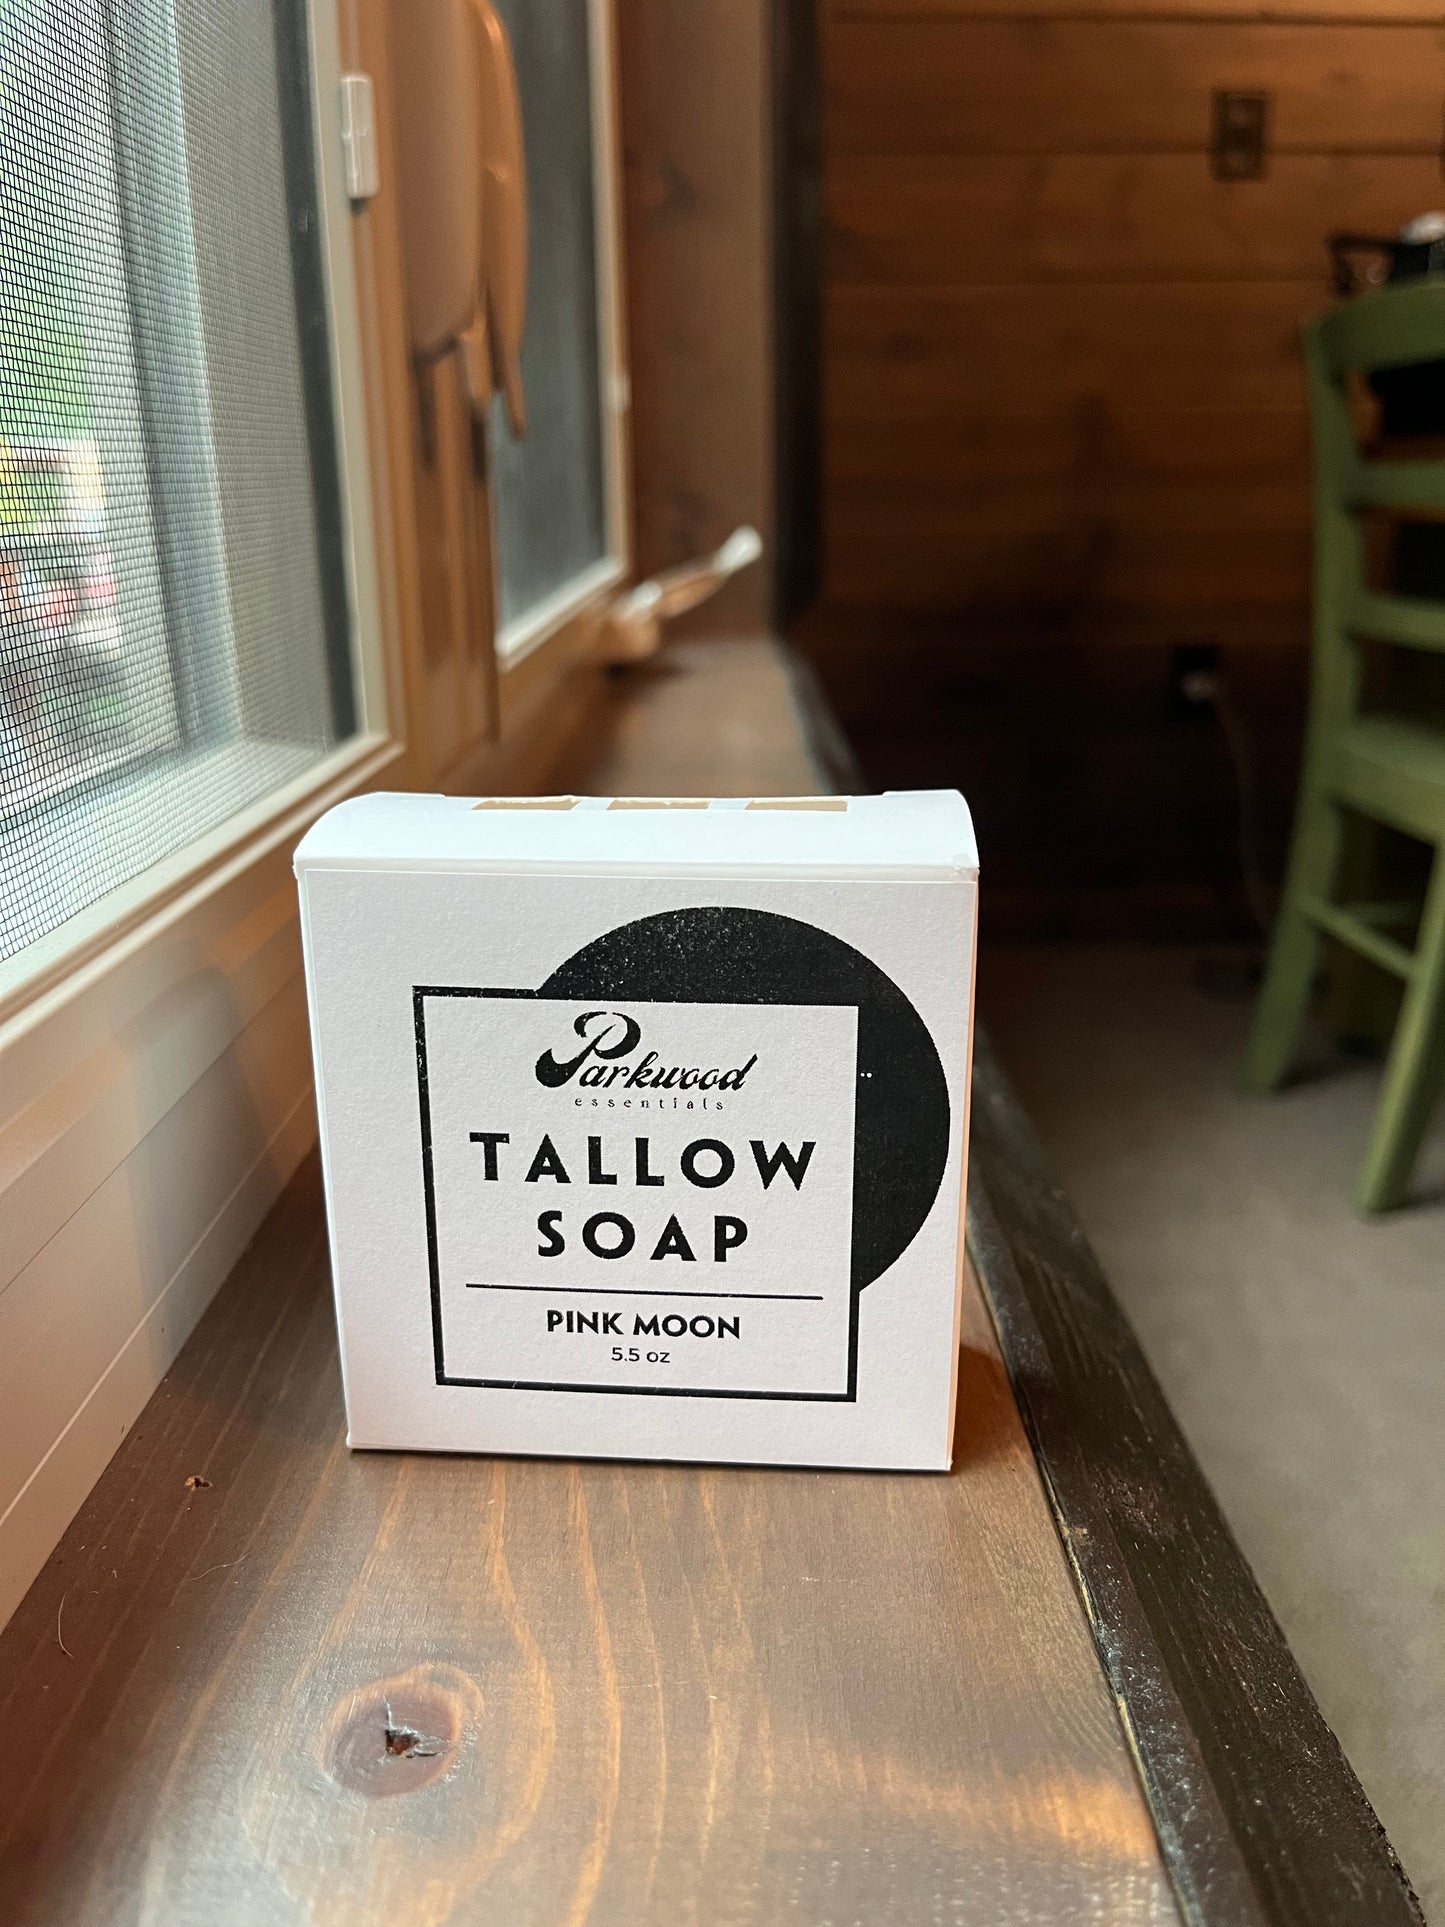 Parkwood
essentials
TALLOW
SOAP
PINK MOON
5.5 oz